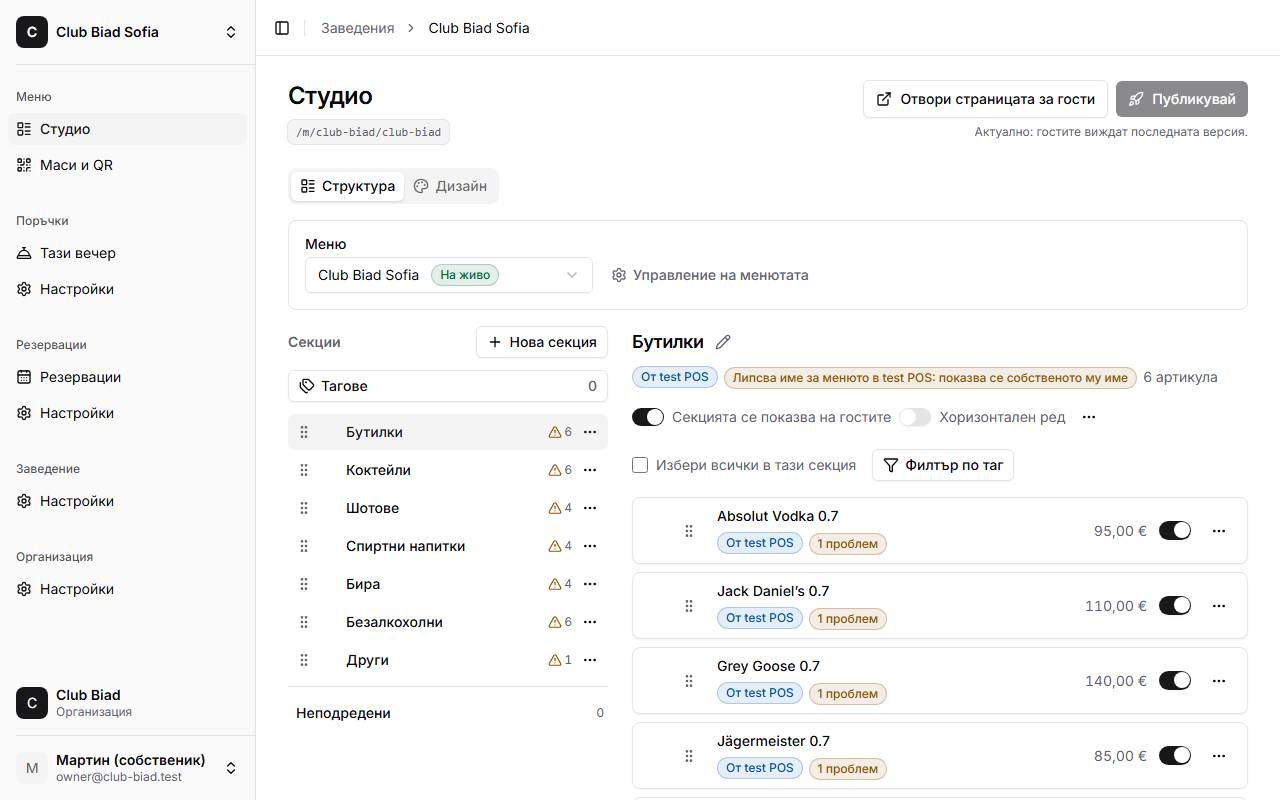 C
Club Biad Sofia
Меню
Студио
Маси и QR
Поръчки
Тази вечер
Настройки
Резервации
Резервации
Настройки
Заведение
Настройки
Организация
Настройки
C
Club Biad
Организация
М
Мартин (собственик)
owner@club-biad.test
Заведения
Club Biad Sofia
Студио
/m/club-biad/club-biad
Отвори страницата за гости
Публикувай
Актуално: гостите виждат последната версия.
Структура
Дизайн
Меню
Club Biad Sofia
На живо
Управление на менютата
Секции
Нова секция
Тагове
0
Бутилки
6
Коктейли
6
Шотове
4
Спиртни напитки
4
Бира
4
Безалкохолни
6
Други
1
Неподредени
0
Бутилки
От test POS
Липсва име за менюто в test POS: показва се собственото му име
6 артикула
Секцията се показва на гостите
Хоризонтален ред
Избери всички в тази секция
Филтър по таг
Absolut Vodka 0.7
От test POS
1 проблем
95,00 €
Jack Daniel's 0.7
От test POS
1 проблем
110,00 €
Grey Goose 0.7
От test POS
1 проблем
140,00 €
Jägermeister 0.7
От test POS
1 проблем
85,00 €